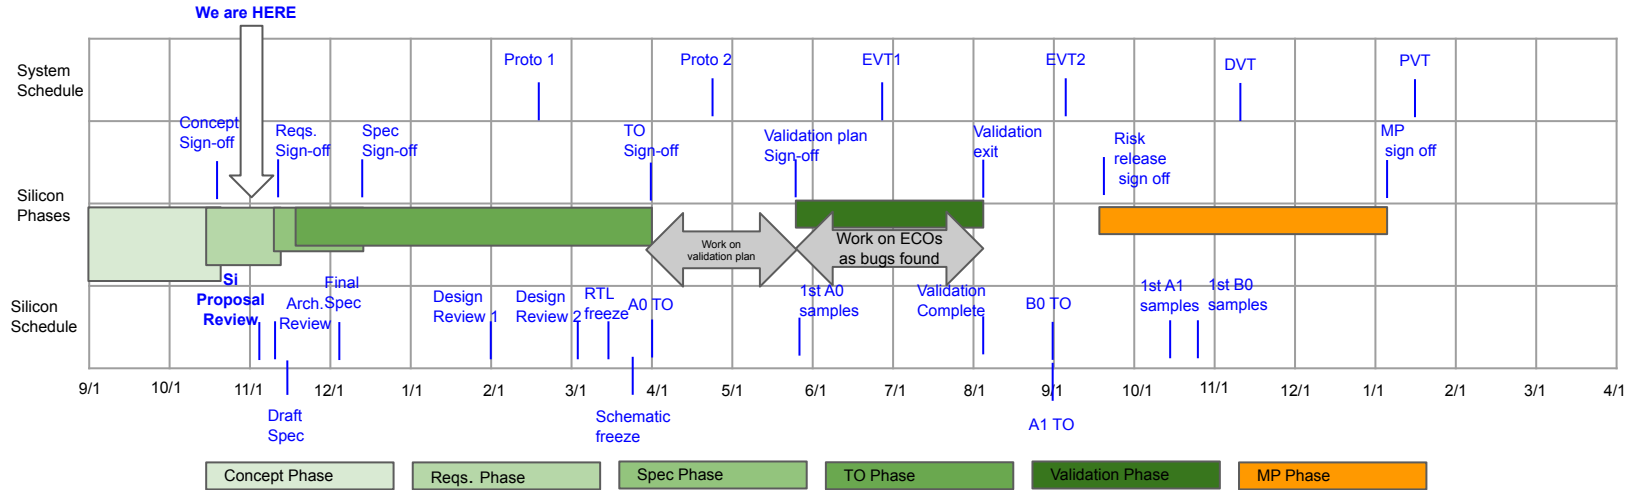 We are HERE
System
Schedule
Proto 1
Proto 2
EVT1
EVT2
DVT
PVT
Concept
Sign-off
Reqs.
Sign-off
Spec
Sign-off
TO
Sign-off
Validation plan
Sign-off
Validation
exit
Risk
release
sign off
MP
sign off
Silicon
Phases
Work on
validation plan
Work on ECOs
as bugs found
Silicon
Schedule
Si
Proposal
Review
Arch.
Review
Final
Spec
Design
Review 1
Design
Review 2
RTL
freeze
A0 TO
1st A0
samples
Validation
Complete
B0 TO
1st A1
samples
1st B0
samples
9/1
10/1
11/1
12/1
1/1
2/1
3/1
4/1
5/1
6/1
7/1
8/1
9/1
10/1
11/1
12/1
1/1
2/1
3/1
4/1
Draft
Spec
Schematic
freeze
A1 TO
Concept Phase
Reqs. Phase
Spec Phase
TO Phase
Validation Phase
MP Phase